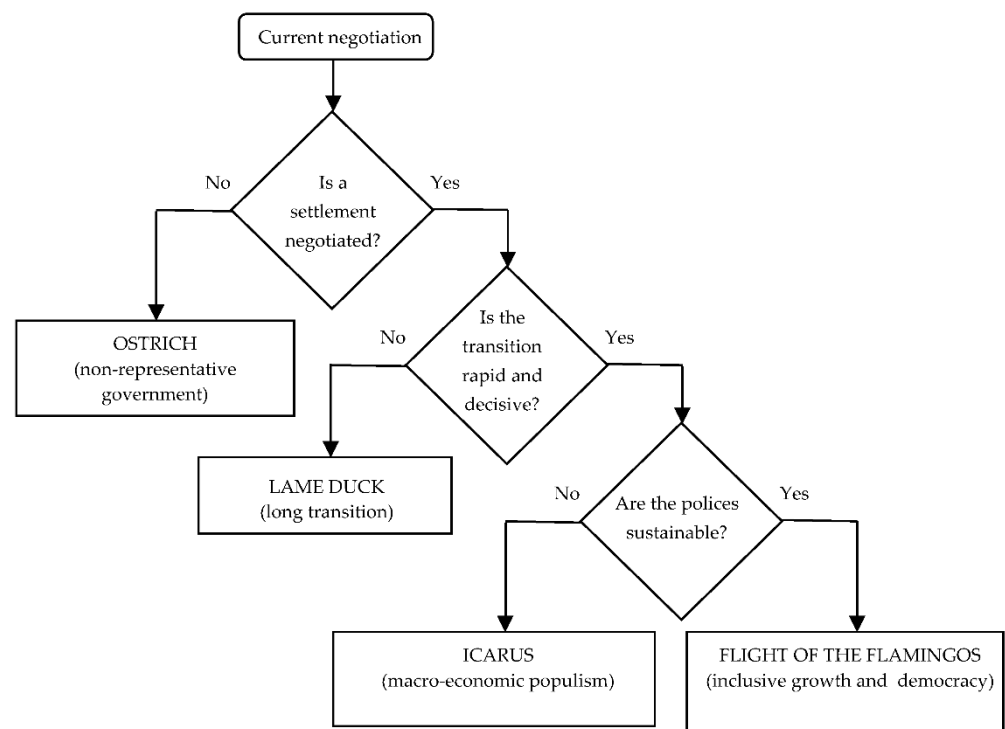 Current negotiation
No
Is a
settlement
negotiated?
Yes
OSTRICH
(non-representative
government)
No
Is the
transition
rapid and
decisive?
Yes
LAME DUCK
(long transition)
No
Are the polices
sustainable?
Yes
ICARUS
(macro-economic populism)
FLIGHT OF THE FLAMINGOS
(inclusive growth and democracy)